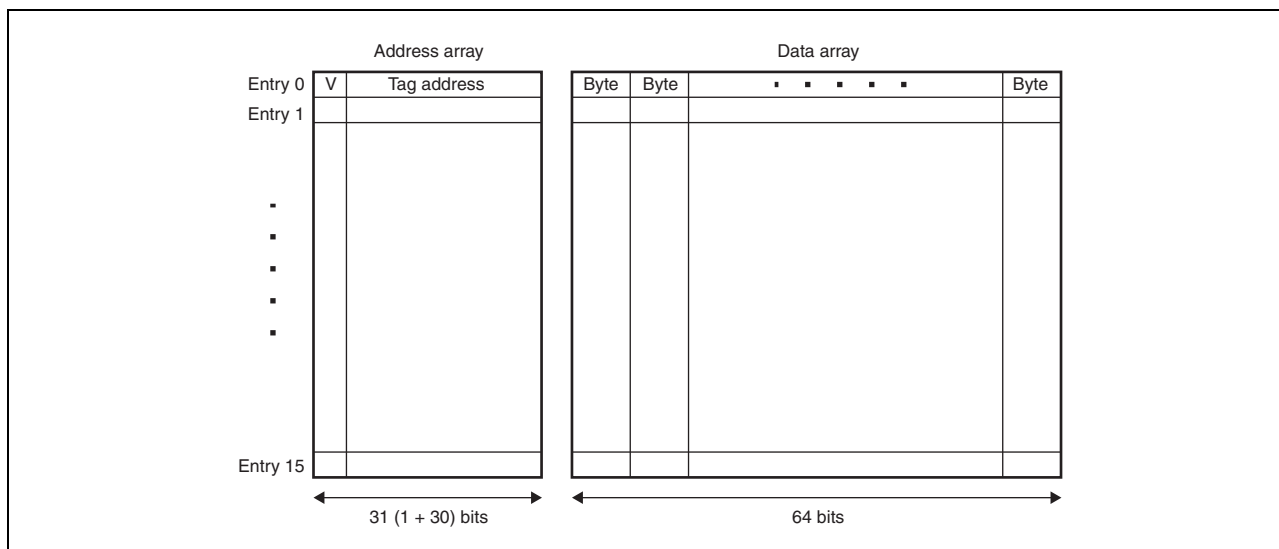 Address array
Data array
Entry 0 V Tag address Byte Byte Byte
Entry 1
Entry 15
31 (1 + 30) bits
64 bits